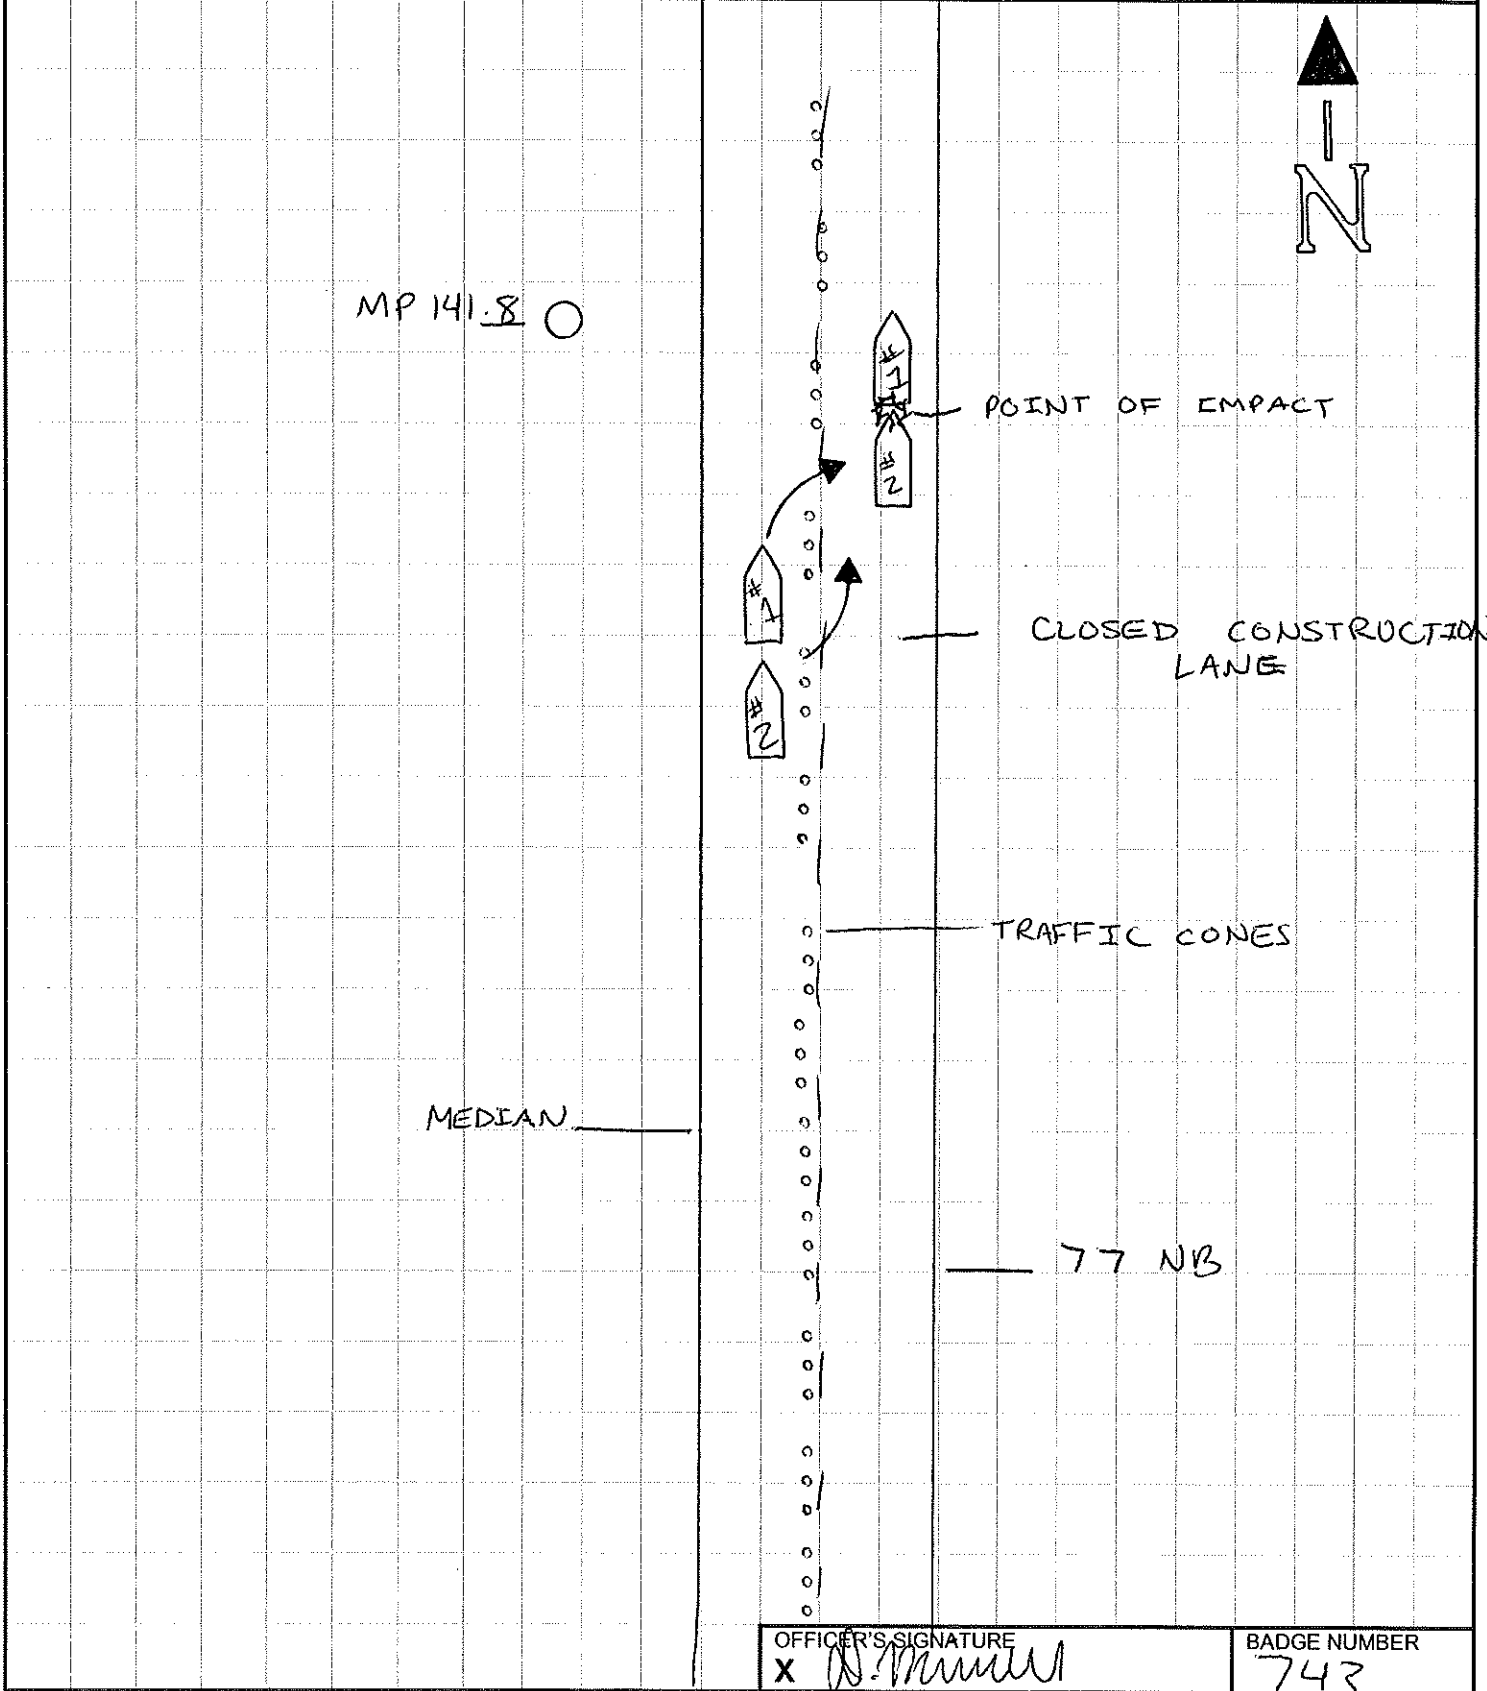 N
MP 141.8
#1
POINT OF IMPACT
#2
#1
CLOSED CONSTRUCTION
LANE
#2
TRAFFIC CONES
MEDIAN
77 NB
OFFICER'S SIGNATURE
X
BADGE NUMBER
743